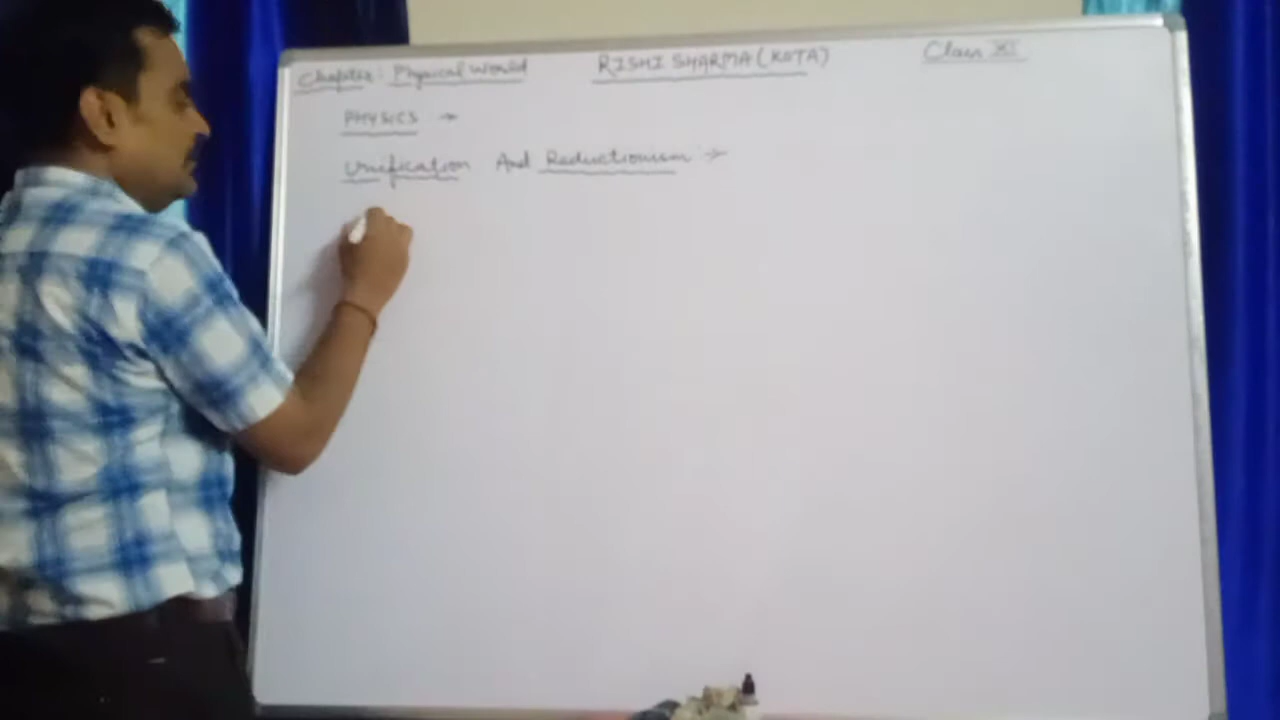 Chapter: Physical World RISHI SHARMA (KOTA) Class XI
PHYSICS →
Unification And Reductionism →